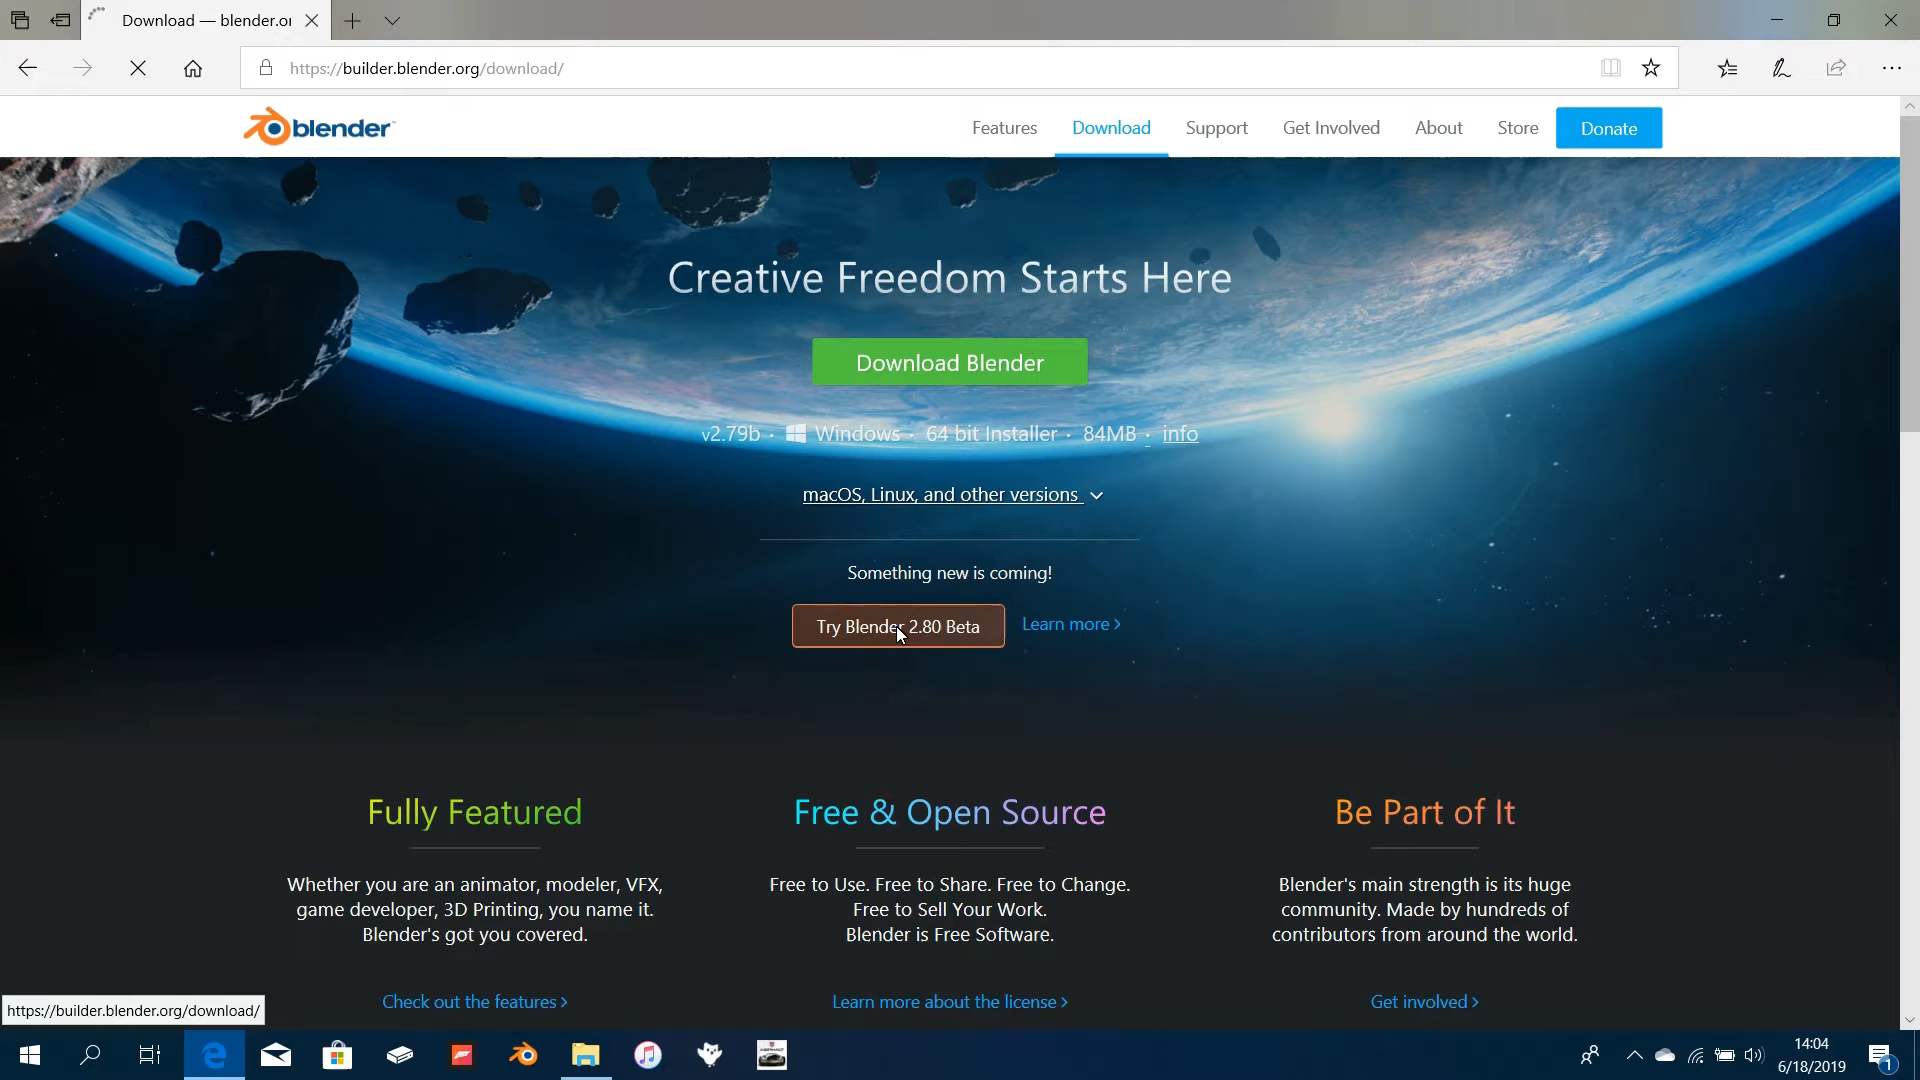 Download — blender.or
https://builder.blender.org/download/
blender™
Features
Download
Support
Get Involved
About
Store
Donate
Creative Freedom Starts Here
Download Blender
v2.79b · Windows · 64 bit Installer · 84MB · info
macOS, Linux, and other versions
Something new is coming!
Try Blender 2.80 Beta
Learn more ›
Fully Featured
Whether you are an animator, modeler, VFX,
game developer, 3D Printing, you name it.
Blender's got you covered.
Check out the features ›
Free & Open Source
Free to Use. Free to Share. Free to Change.
Free to Sell Your Work.
Blender is Free Software.
Learn more about the license ›
Be Part of It
Blender's main strength is its huge
community. Made by hundreds of
contributors from around the world.
Get involved ›
https://builder.blender.org/download/
14:04
6/18/2019
1